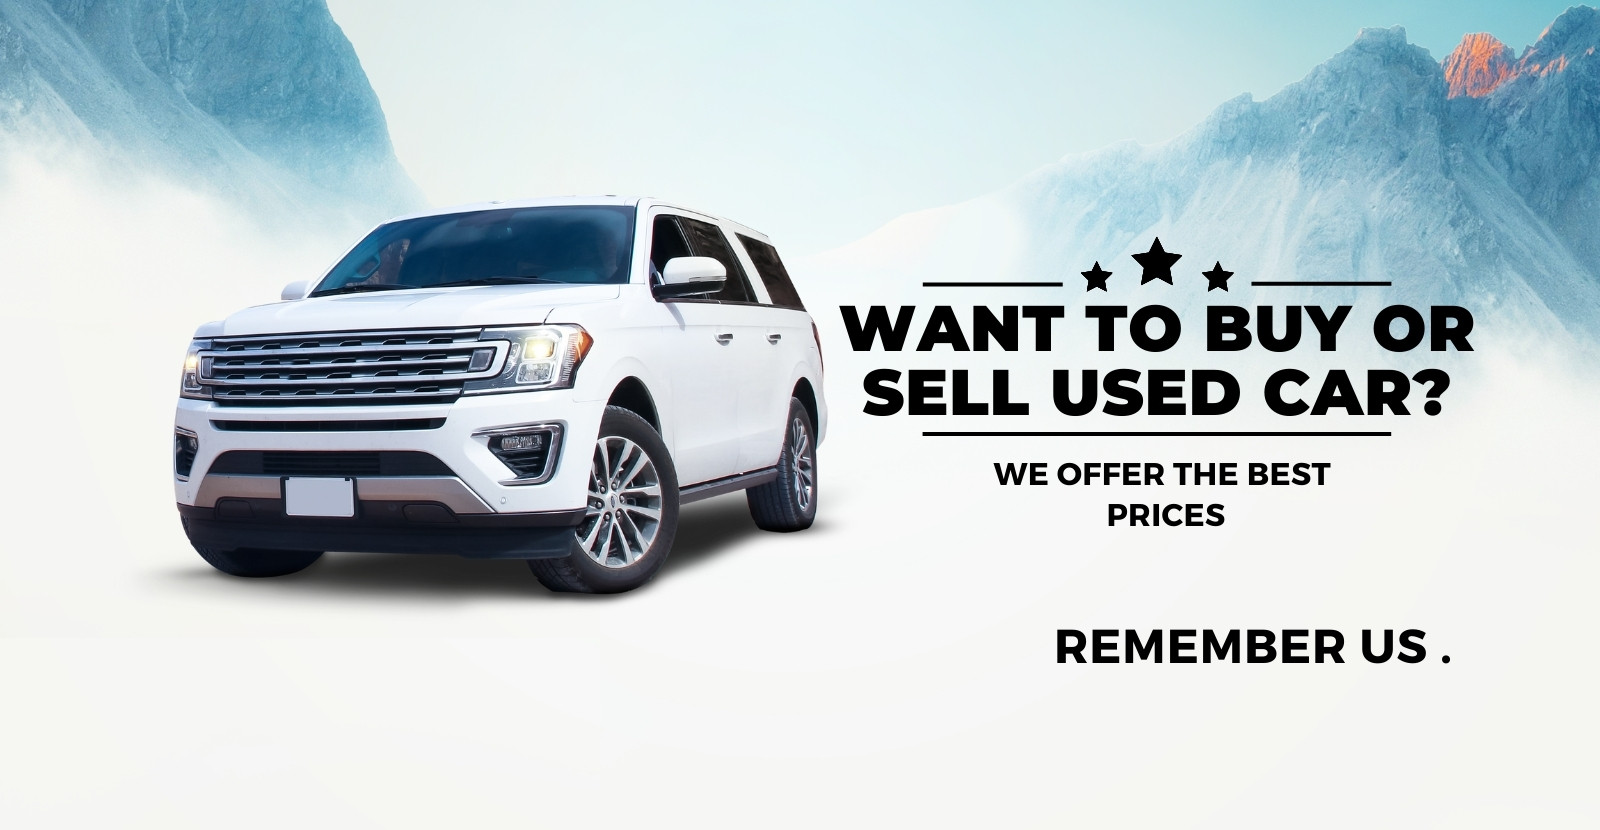 WANT TO BUY OR
SELL USED CAR?
WE OFFER THE BEST
PRICES
REMEMBER US .